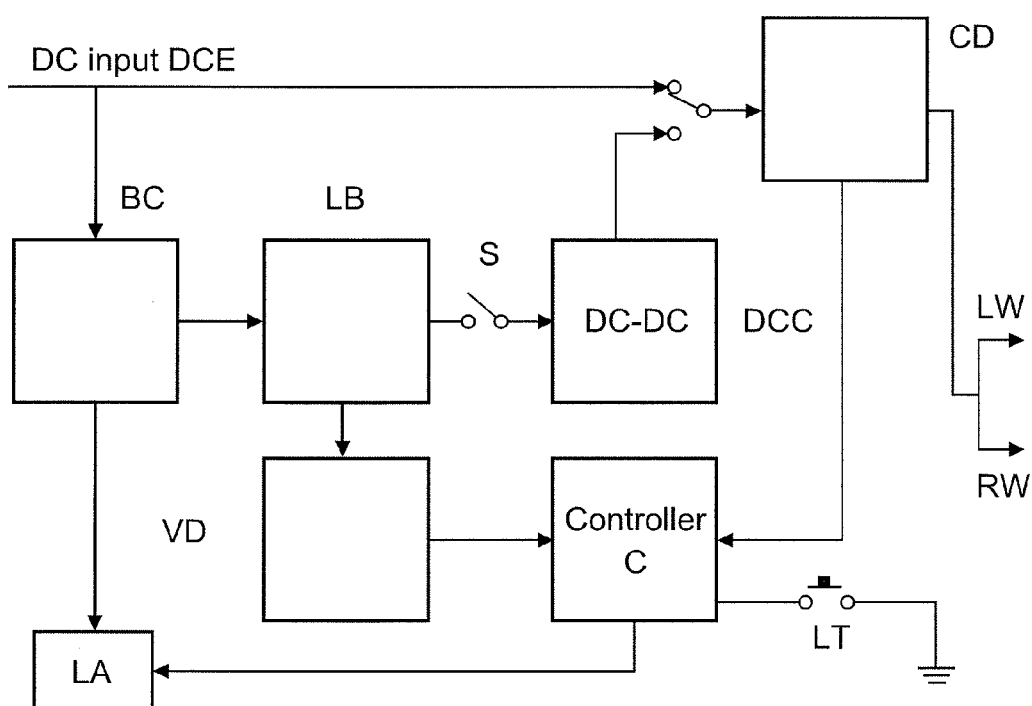 DC input DCE
CD
BC
LB
S
DC-DC
DCC
LW
RW
VD
Controller
C
LT
LA